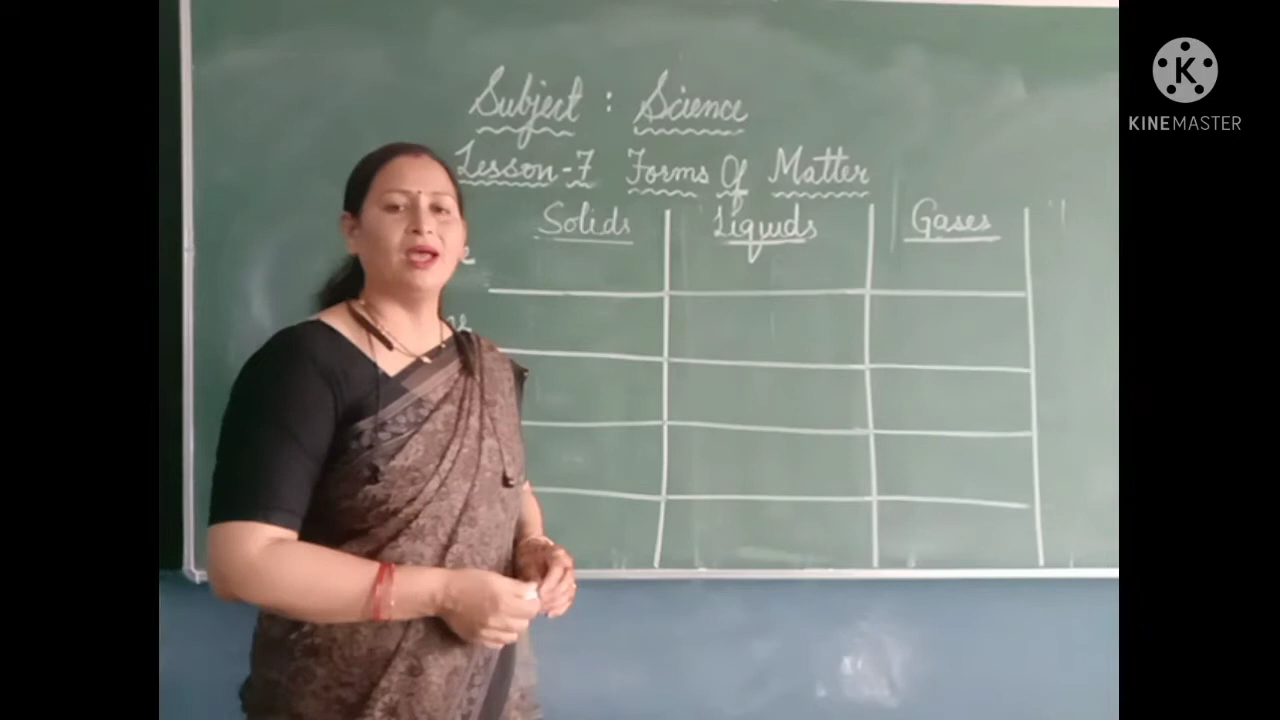 Subject : Science
Lesson-7 Forms Of Matter
Solids Liquids Gases
KINEMASTER